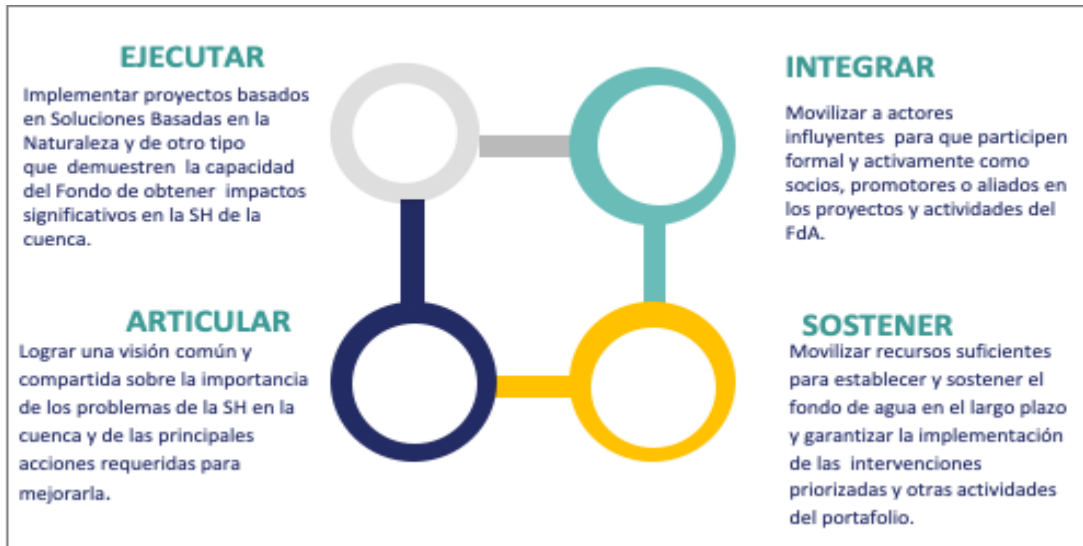 EJECUTAR
Implementar proyectos basados
en Soluciones Basadas en la
Naturaleza y de otro tipo
que demuestren la capacidad
del Fondo de obtener impactos
significativos en la SH de la
cuenca.
INTEGRAR
Movilizar a actores
influyentes para que participen
formal y activamente como
socios, promotores o aliados en
los proyectos y actividades del
FdA.
ARTICULAR
Lograr una visión común y
compartida sobre la importancia
de los problemas de la SH en la
cuenca y de las principales
acciones requeridas para
mejorarla.
SOSTENER
Movilizar recursos suficientes
para establecer y sostener el
fondo de agua en el largo plazo
y garantizar la implementación
de las intervenciones
priorizadas y otras actividades
del portafolio.